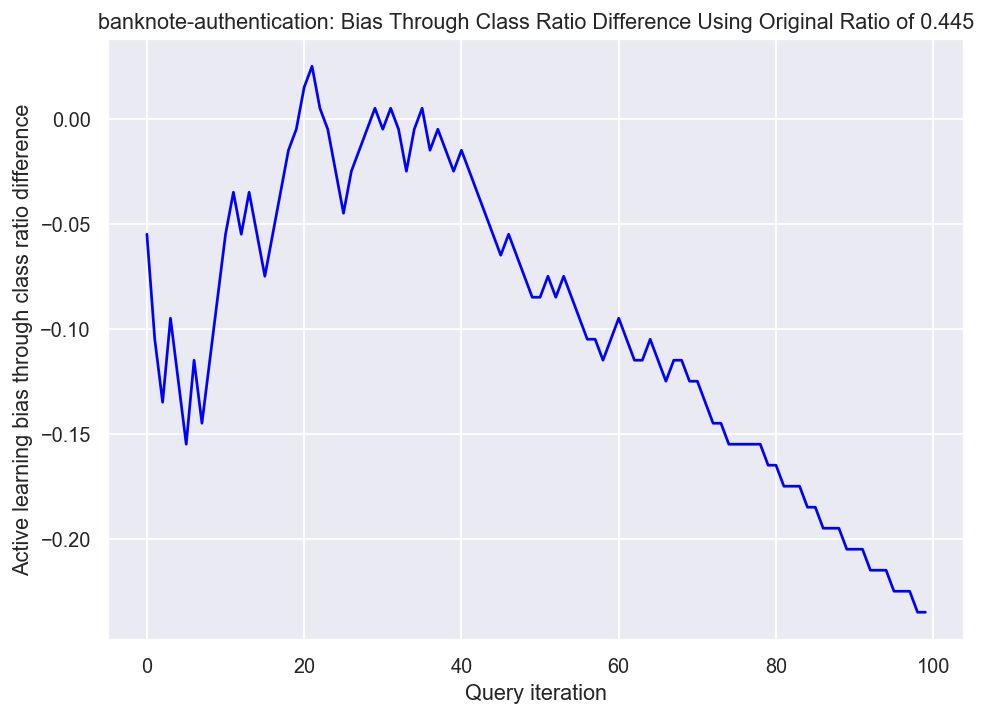 banknote-authentication: Bias Through Class Ratio Difference Using Original Ratio of 0.445
Active learning bias through class ratio difference
0.00
−0.05
−0.10
−0.15
−0.20
0 20 40 60 80 100
Query iteration